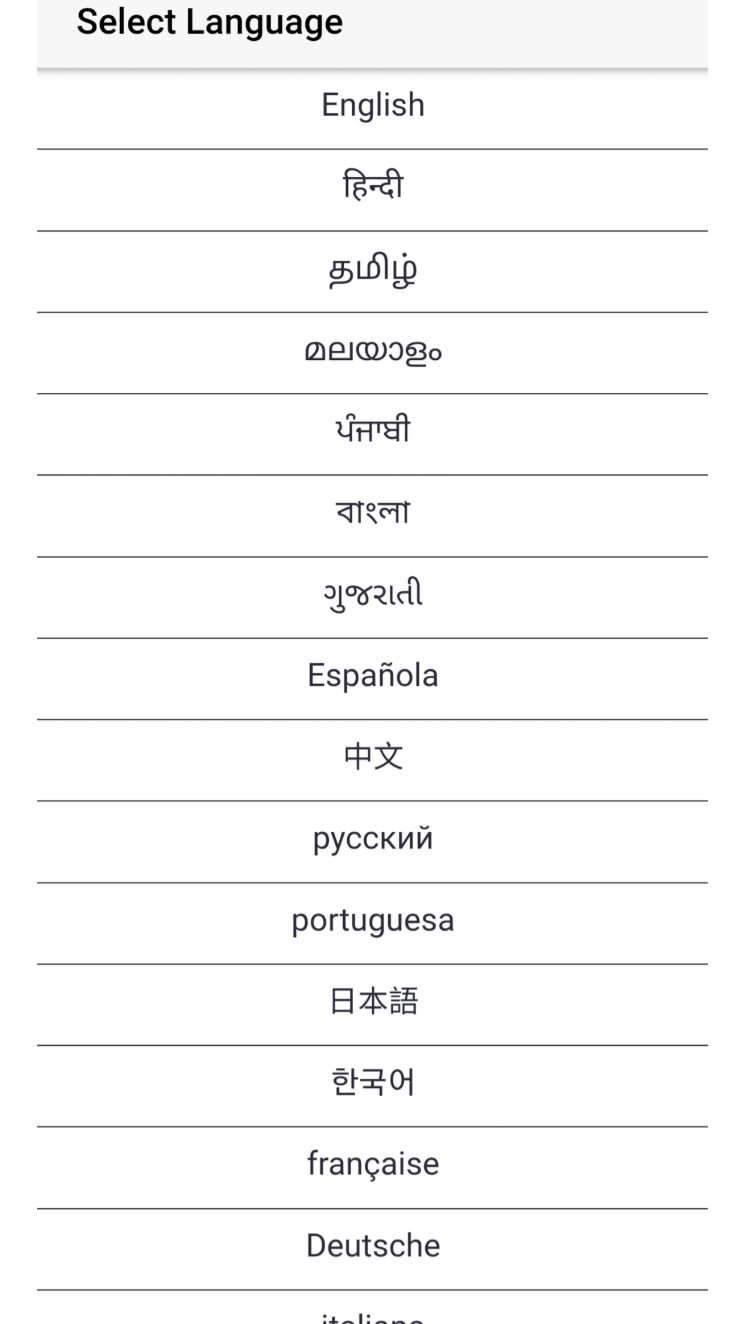 Select Language
English
हिन्दी
தமிழ்
മലയാളം
ਪੰਜਾਬੀ
বাংলা
ગુજરાતી
Española
中文
русский
portuguesa
日本語
한국어
française
Deutsche